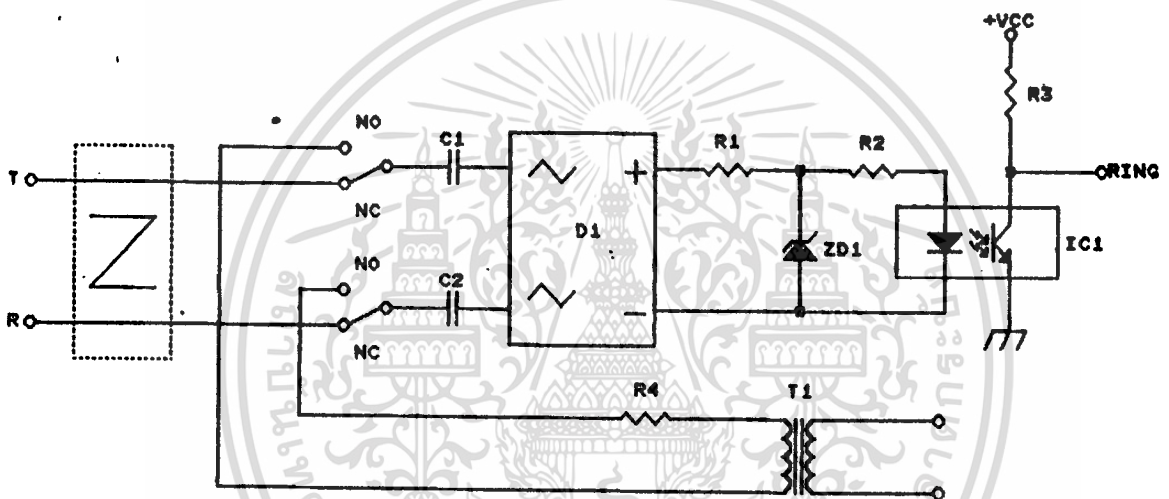 +VCC
R3
NO
C1
R1
R2
RING
T
NC
D1
+
ZD1
IC1
Z
NO
C2
R
NC
-
R4
T1